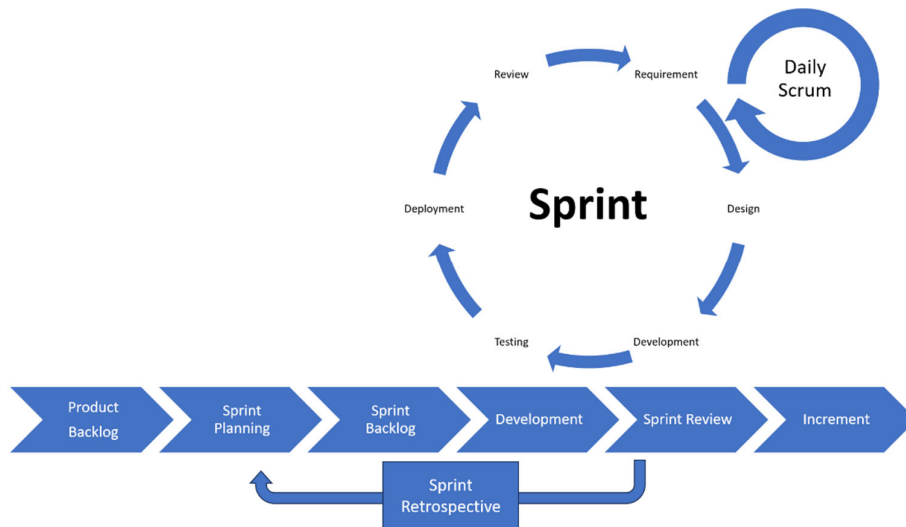 Review
Requirement
Daily
Scrum
Deployment
Sprint
Design
Testing
Development
Product
Backlog
Sprint
Planning
Sprint
Backlog
Development
Sprint Review
Increment
Sprint
Retrospective